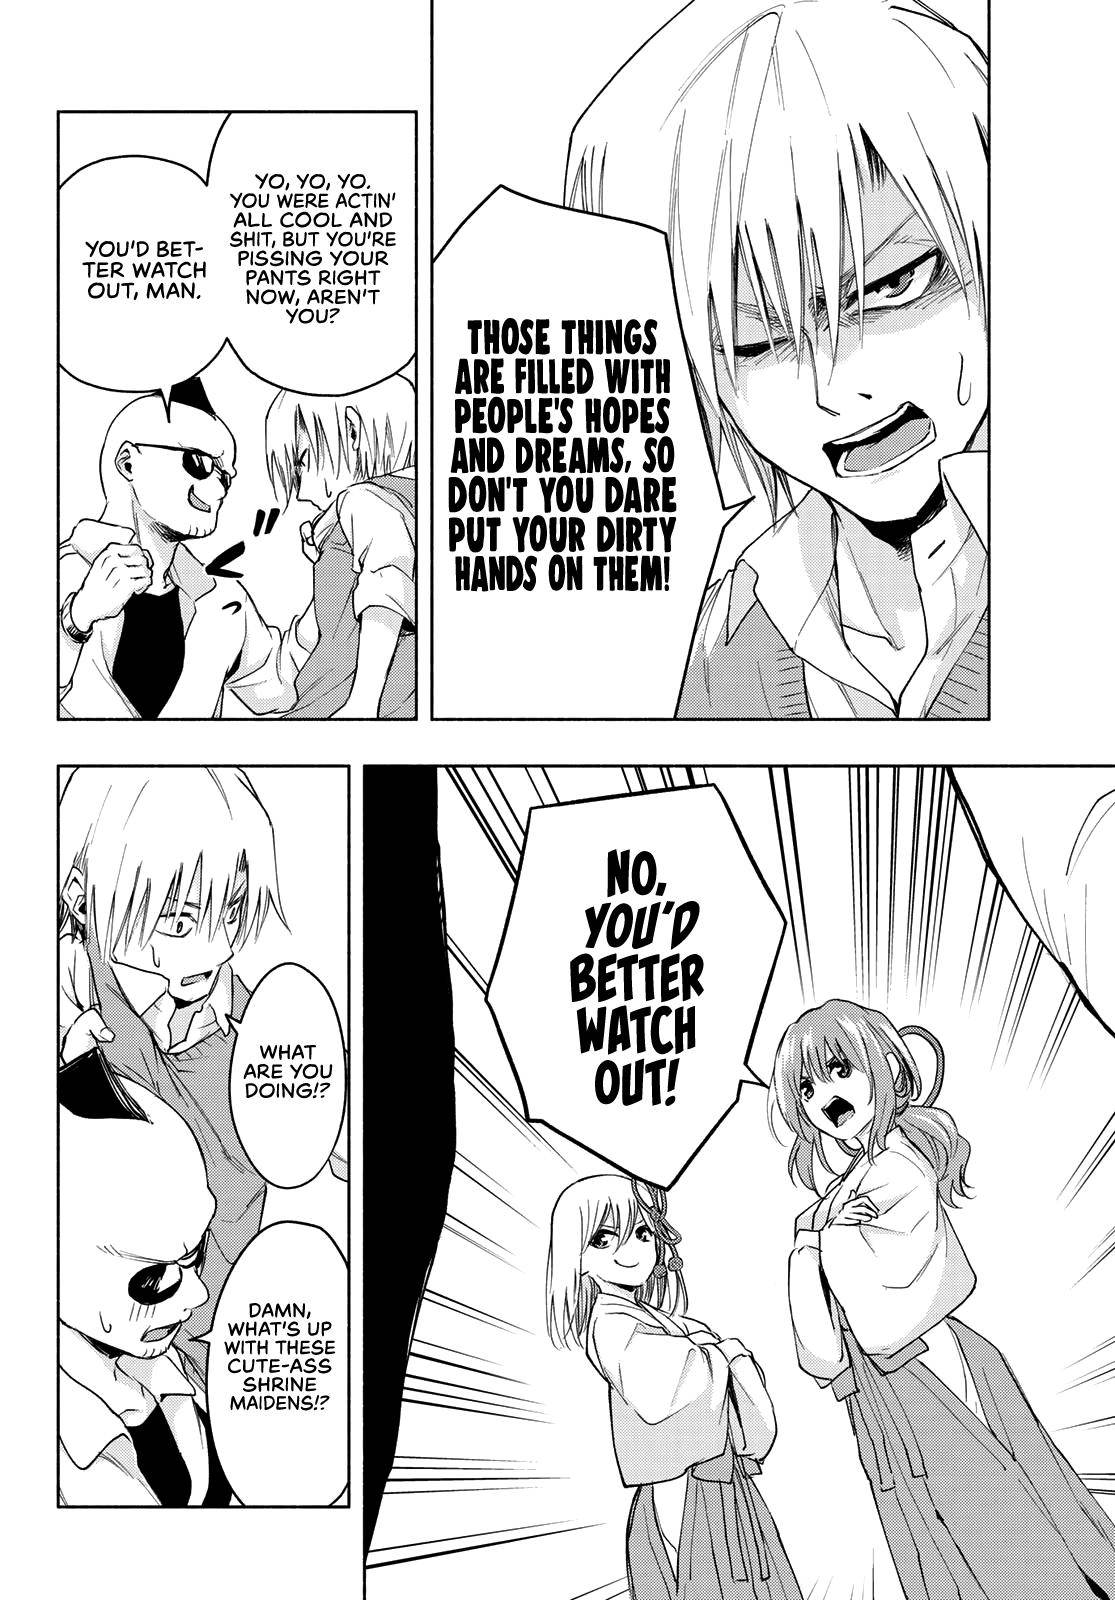 THOSE THINGS
ARE FILLED WITH
PEOPLE'S HOPES
AND DREAMS, SO
DON'T YOU DARE
PUT YOUR DIRTY
HANDS ON THEM!
YO, YO, YO.
YOU WERE ACTIN'
ALL COOL AND
SHIT, BUT YOU'RE
PISSING YOUR
PANTS RIGHT
NOW, AREN'T
YOU?
YOU'D BET-
TER WATCH
OUT, MAN.
NO,
YOU'D
BETTER
WATCH
OUT!
WHAT
ARE YOU
DOING!?
DAMN,
WHAT'S UP
WITH THESE
CUTE-ASS
SHRINE
MAIDENS!?